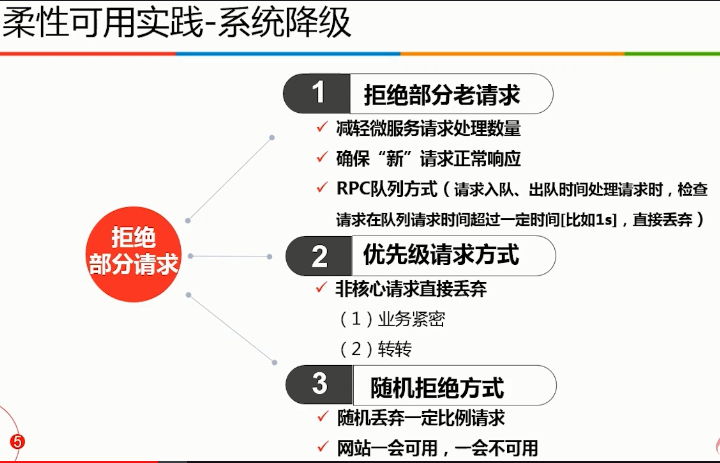 柔性可用实践-系统降级
1 拒绝部分老请求
✓ 减轻微服务请求处理数量
✓ 确保“新”请求正常响应
✓ RPC队列方式（请求入队、出队时间处理请求时，检查
请求在队列请求时间超过一定时间[比如1s]，直接丢弃）
拒绝
部分请求
2 优先级请求方式
✓ 非核心请求直接丢弃
（1）业务紧密
（2）转转
3 随机拒绝方式
✓ 随机丢弃一定比例请求
✓ 网站一会可用，一会不可用
5